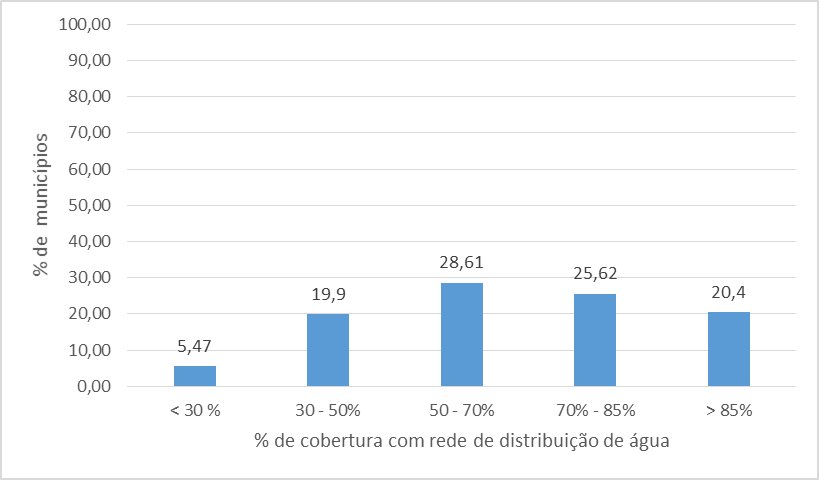 100,00
90,00
80,00
70,00
60,00
50,00
40,00
30,00
20,00
10,00
0,00
% de municípios
5,47
19,9
28,61
25,62
20,4
< 30 %
30 - 50%
50 - 70%
70% - 85%
> 85%
% de cobertura com rede de distribuição de água